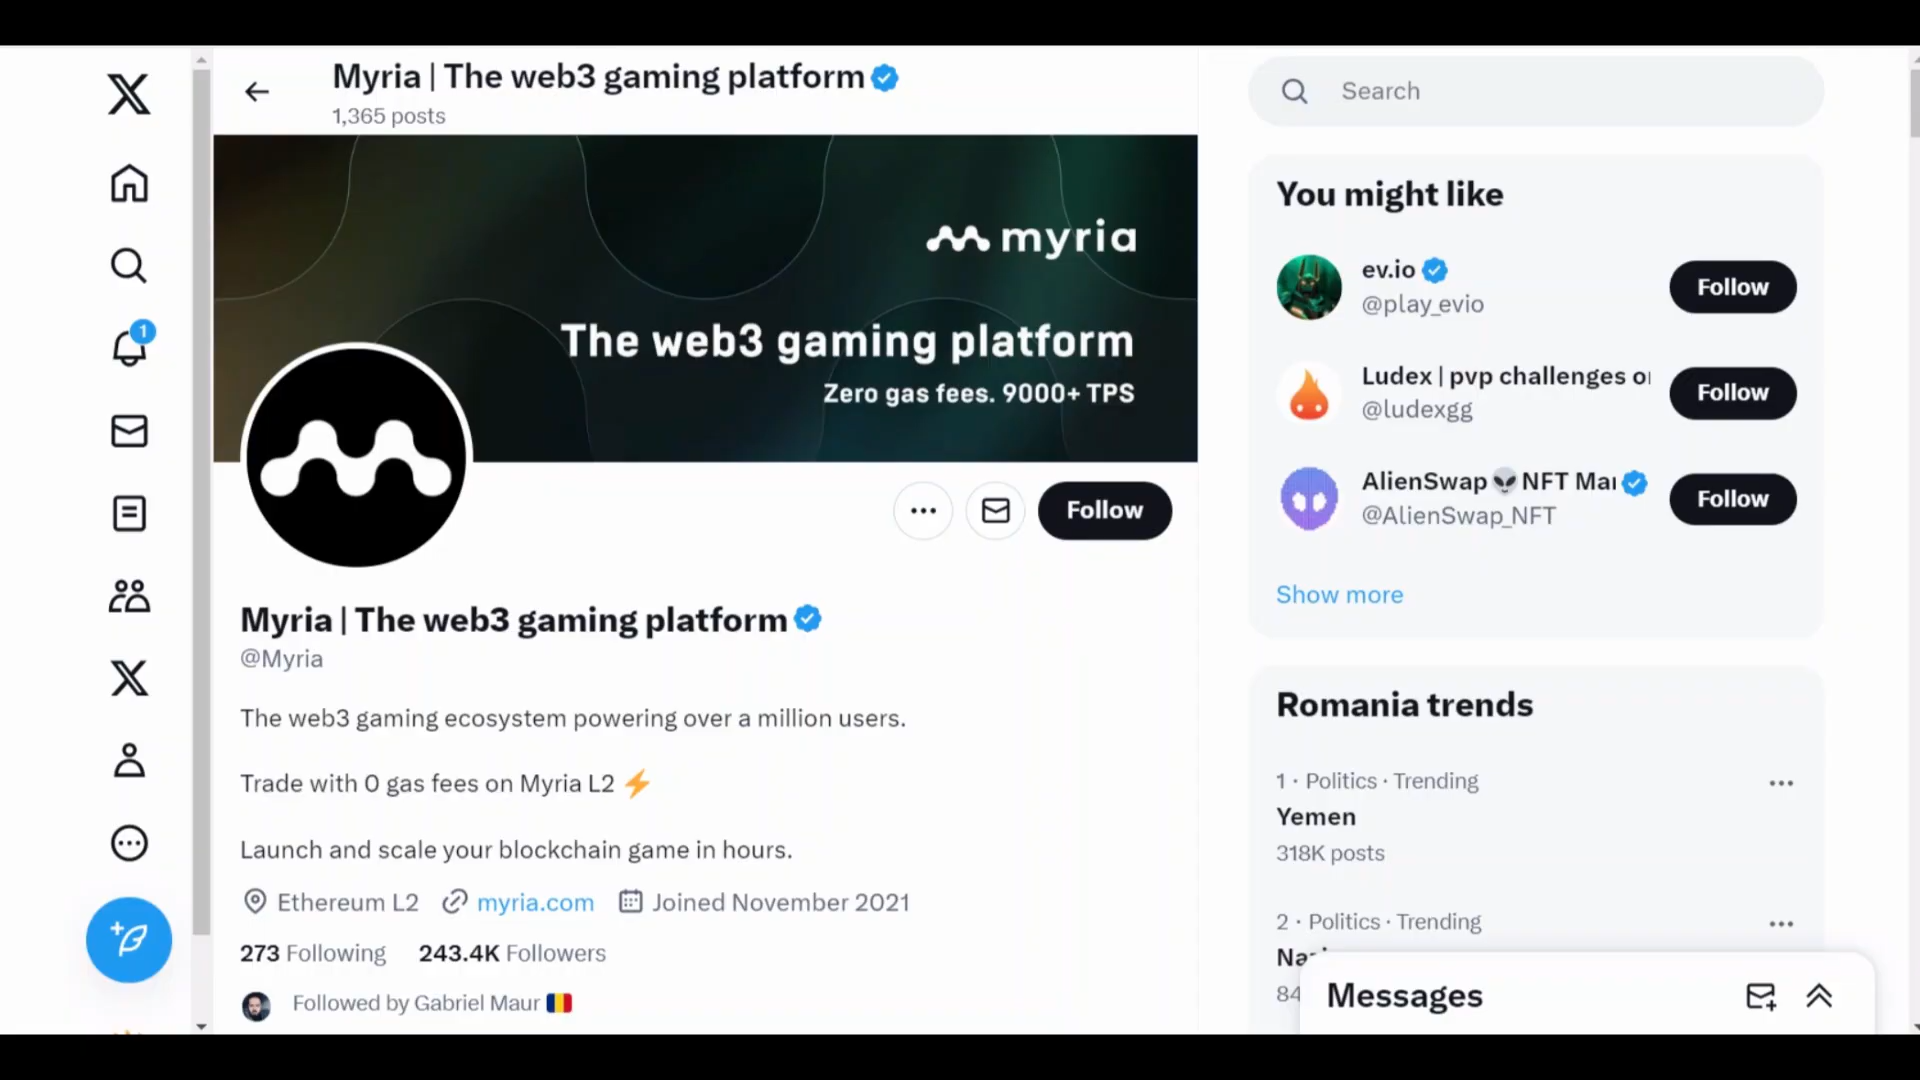 Myria | The web3 gaming platform
1,365 posts
myria
The web3 gaming platform
Zero gas fees. 9000+ TPS
Follow
Myria | The web3 gaming platform
@Myria
The web3 gaming ecosystem powering over a million users.
Trade with 0 gas fees on Myria L2 ⚡
Launch and scale your blockchain game in hours.
Ethereum L2 myria.com Joined November 2021
273 Following 243.4K Followers
Followed by Gabriel Maur 🇷🇴
1
Search
You might like
ev.io
@play_evio
Follow
Ludex | pvp challenges
@ludexgg
Follow
AlienSwap 👽 NFT
@AlienSwap_NFT
Follow
Show more
Romania trends
1 · Politics · Trending
Yemen
318K posts
2 · Politics · Trending
Messages